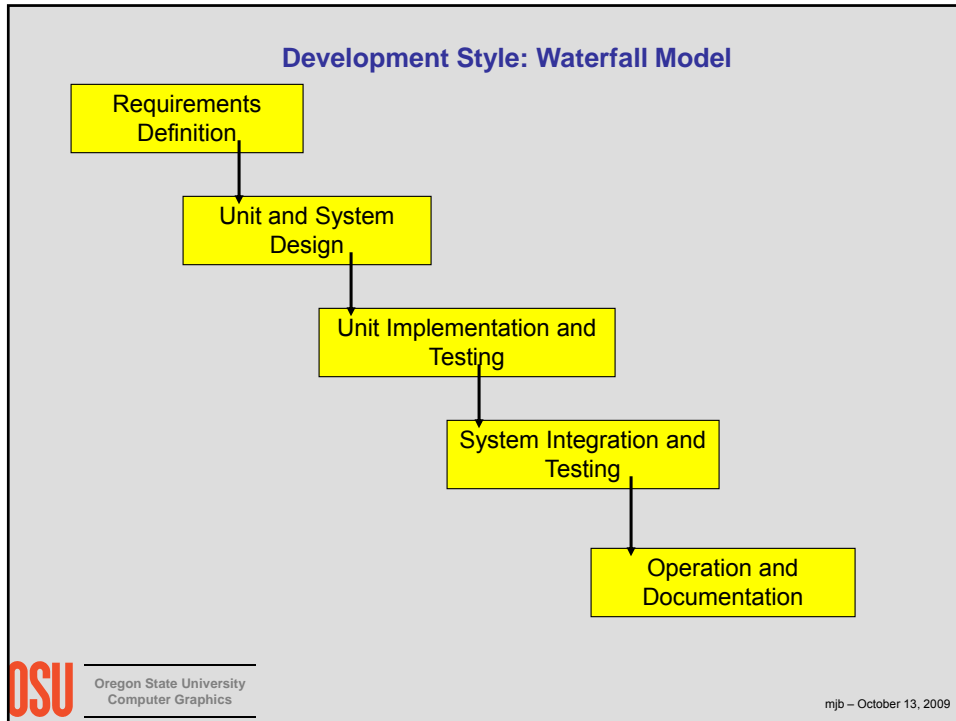 Development Style: Waterfall Model
Requirements
Definition
Unit and System
Design
Unit Implementation and
Testing
System Integration and
Testing
Operation and
Documentation
OSU
Oregon State University
Computer Graphics
mjb – October 13, 2009